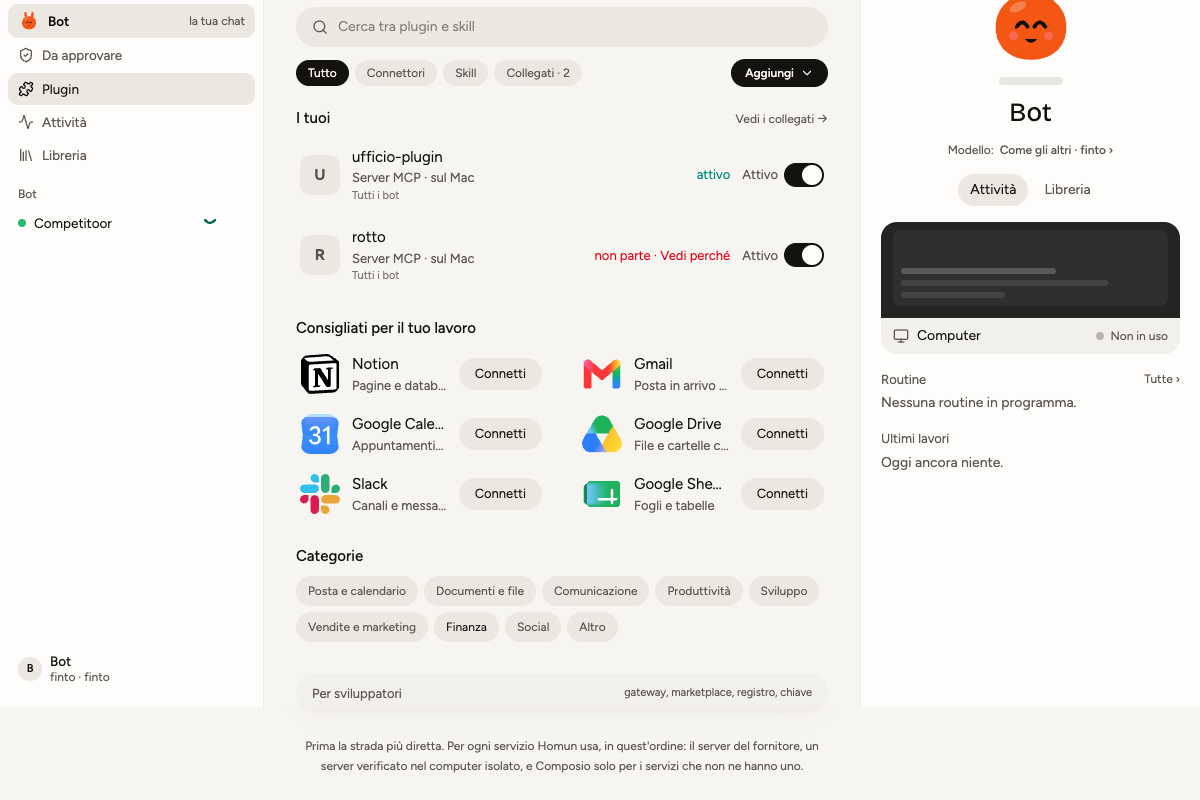 Bot
la tua chat
Da approvare
Plugin
Attività
Libreria
Bot
Competitoor
B
Bot
finto · finto
Cerca tra plugin e skill
Tutto
Connettori
Skill
Collegati · 2
Aggiungi
I tuoi
Vedi i collegati →
U
ufficio-plugin
Server MCP · sul Mac
Tutti i bot
attivo
Attivo
R
rotto
Server MCP · sul Mac
Tutti i bot
non parte · Vedi perché
Attivo
Consigliati per il tuo lavoro
Notion
Pagine e datab...
Connetti
Gmail
Posta in arrivo ...
Connetti
31
Google Cale...
Appuntamenti...
Connetti
Google Drive
File e cartelle c...
Connetti
Slack
Canali e messa...
Connetti
Google She...
Fogli e tabelle
Connetti
Categorie
Posta e calendario
Documenti e file
Comunicazione
Produttività
Sviluppo
Vendite e marketing
Finanza
Social
Altro
Per sviluppatori
gateway, marketplace, registro, chiave
Prima la strada più diretta. Per ogni servizio Homun usa, in quest'ordine: il server del fornitore, un
server verificato nel computer isolato, e Composio solo per i servizi che non ne hanno uno.
Bot
Modello: Come gli altri · finto ›
Attività
Libreria
Computer
Non in uso
Routine
Tutte ›
Nessuna routine in programma.
Ultimi lavori
Oggi ancora niente.